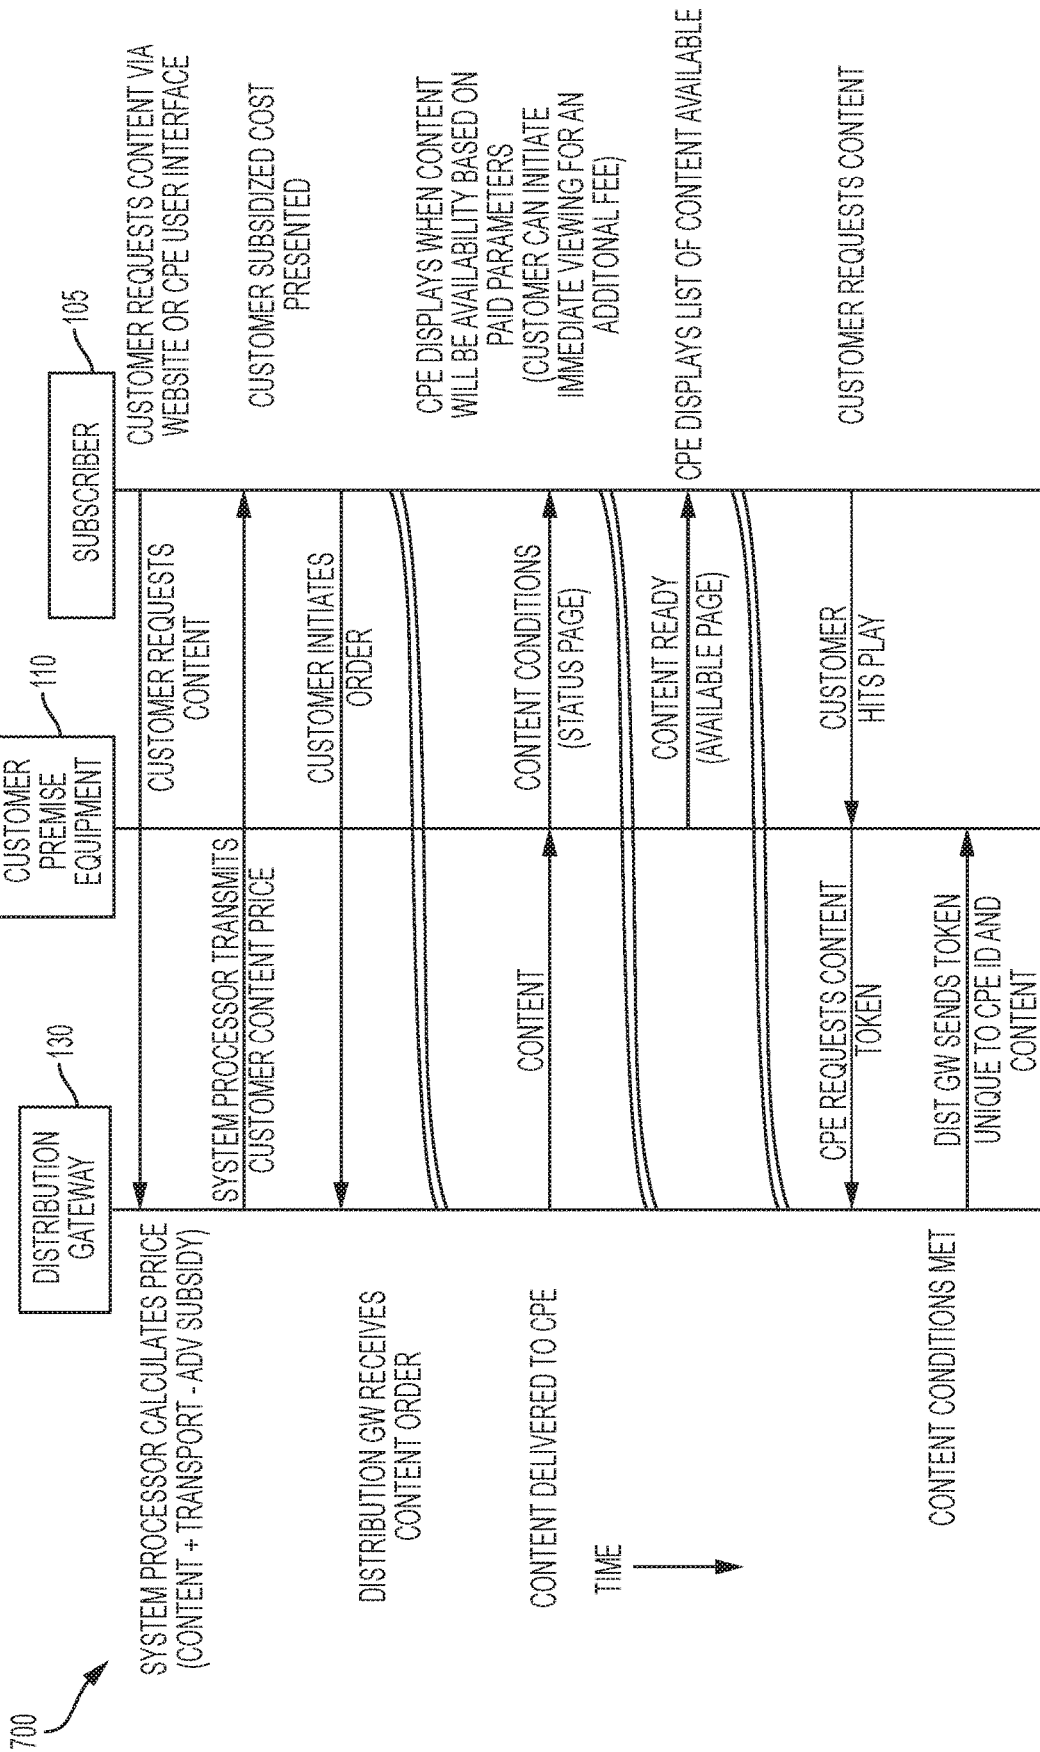 700
DISTRIBUTION
GATEWAY
130
CUSTOMER
PREMISE
EQUIPMENT
110
SUBSCRIBER
105
SYSTEM PROCESSOR CALCULATES PRICE
(CONTENT + TRANSPORT - ADV SUBSIDY)
CUSTOMER REQUESTS
CONTENT
CUSTOMER REQUESTS CONTENT VIA
WEBSITE OR CPE USER INTERFACE
SYSTEM PROCESSOR TRANSMITS
CUSTOMER CONTENT PRICE
CUSTOMER SUBSIDIZED COST
PRESENTED
CUSTOMER INITIATES
ORDER
DISTRIBUTION GW RECEIVES
CONTENT ORDER
CONTENT DELIVERED TO CPE
CONTENT
CONTENT CONDITIONS
(STATUS PAGE)
CPE DISPLAYS WHEN CONTENT
WILL BE AVAILABILITY BASED ON
PAID PARAMETERS
(CUSTOMER CAN INITIATE
IMMEDIATE VIEWING FOR AN
ADDITONAL FEE)
TIME
CONTENT READY
(AVAILABLE PAGE)
CPE DISPLAYS LIST OF CONTENT AVAILABLE
CPE REQUESTS CONTENT
TOKEN
CUSTOMER
HITS PLAY
CUSTOMER REQUESTS CONTENT
CONTENT CONDITIONS MET
DIST GW SENDS TOKEN
UNIQUE TO CPE ID AND
CONTENT